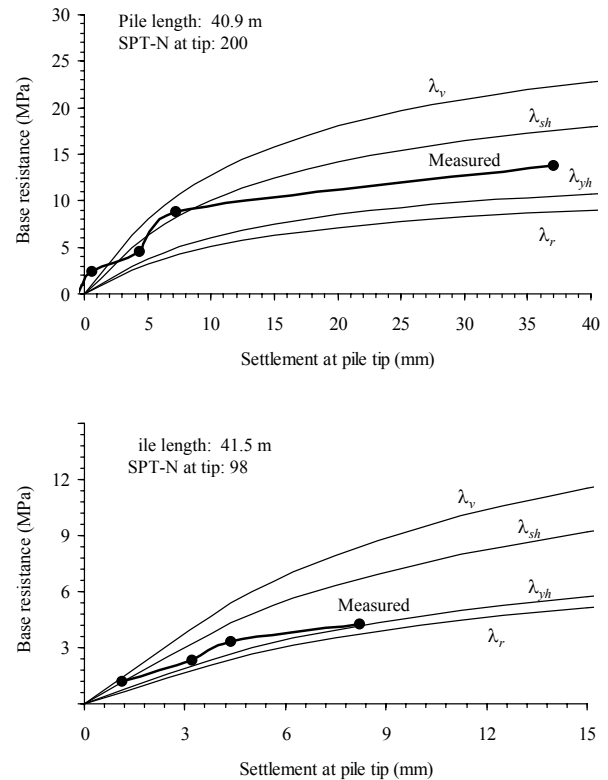 Pile length: 40.9 m
SPT-N at tip: 200
30
25
20
15
10
5
0
Base resistance (MPa)
λv
λsh
Measured
λyh
λr
0 5 10 15 20 25 30 35 40
Settlement at pile tip (mm)
ile length: 41.5 m
SPT-N at tip: 98
12
9
6
3
Base resistance (MPa)
λv
λsh
Measured
λyh
λr
0 3 6 9 12 15
Settlement at pile tip (mm)